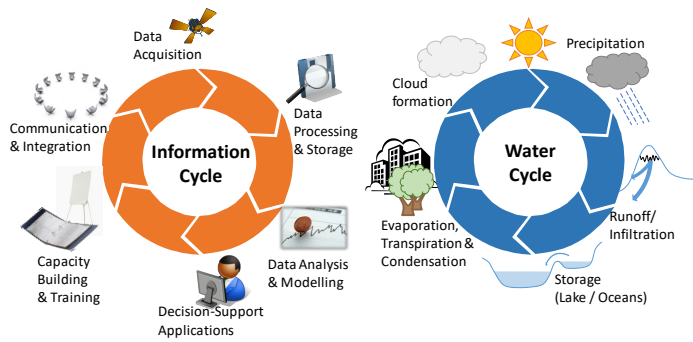 Data
Acquisition
Data
Processing
& Storage
Data Analysis
& Modelling
Decision-Support
Applications
Capacity
Building
& Training
Communication
& Integration
Information
Cycle
Precipitation
Runoff/
Infiltration
Storage
(Lake / Oceans)
Evaporation,
Transpiration &
Condensation
Cloud
formation
Water
Cycle